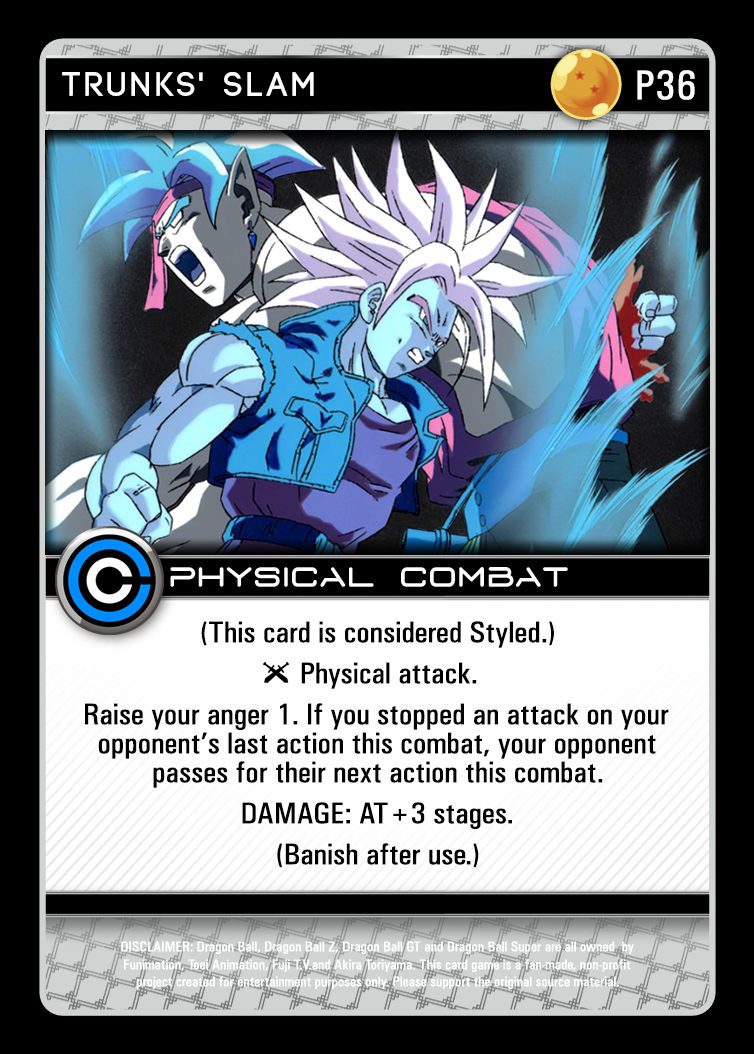 TRUNKS' SLAM
P36
PHYSICAL COMBAT
(This card is considered Styled.)
Physical attack.
Raise your anger 1. If you stopped an attack on your
opponent's last action this combat, your opponent
passes for their next action this combat.
DAMAGE: AT+3 stages.
(Banish after use.)
DISCLAIMER: Dragon Ball, Dragon Ball Z, Dragon Ball GT and Dragon Ball Super are all owned by
Funimation, Toei Animation, Fuji T.V.and Akira Toriyama. This card game is a fan-made, non-profit
project created for entertainment purposes only. Please support the original source material.